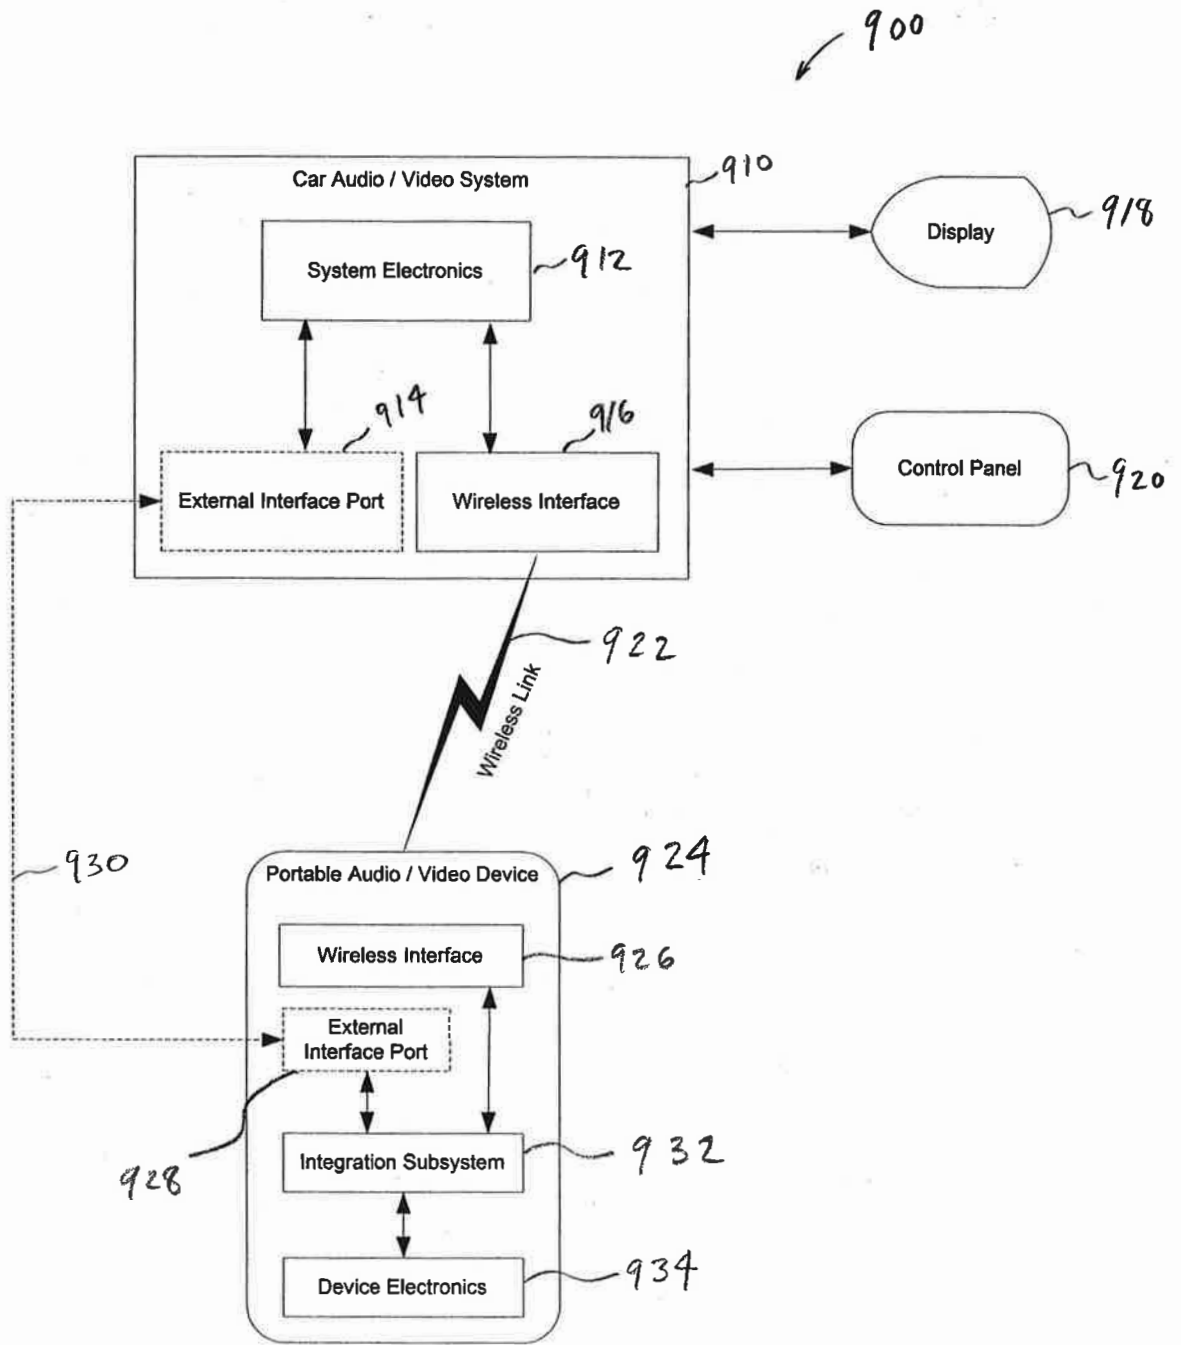 900
Car Audio / Video System
910
Display
918
System Electronics
912
914
916
External Interface Port
Wireless Interface
Control Panel
920
922
Wireless Link
930
Portable Audio / Video Device
924
Wireless Interface
926
External
Interface Port
928
Integration Subsystem
932
Device Electronics
934